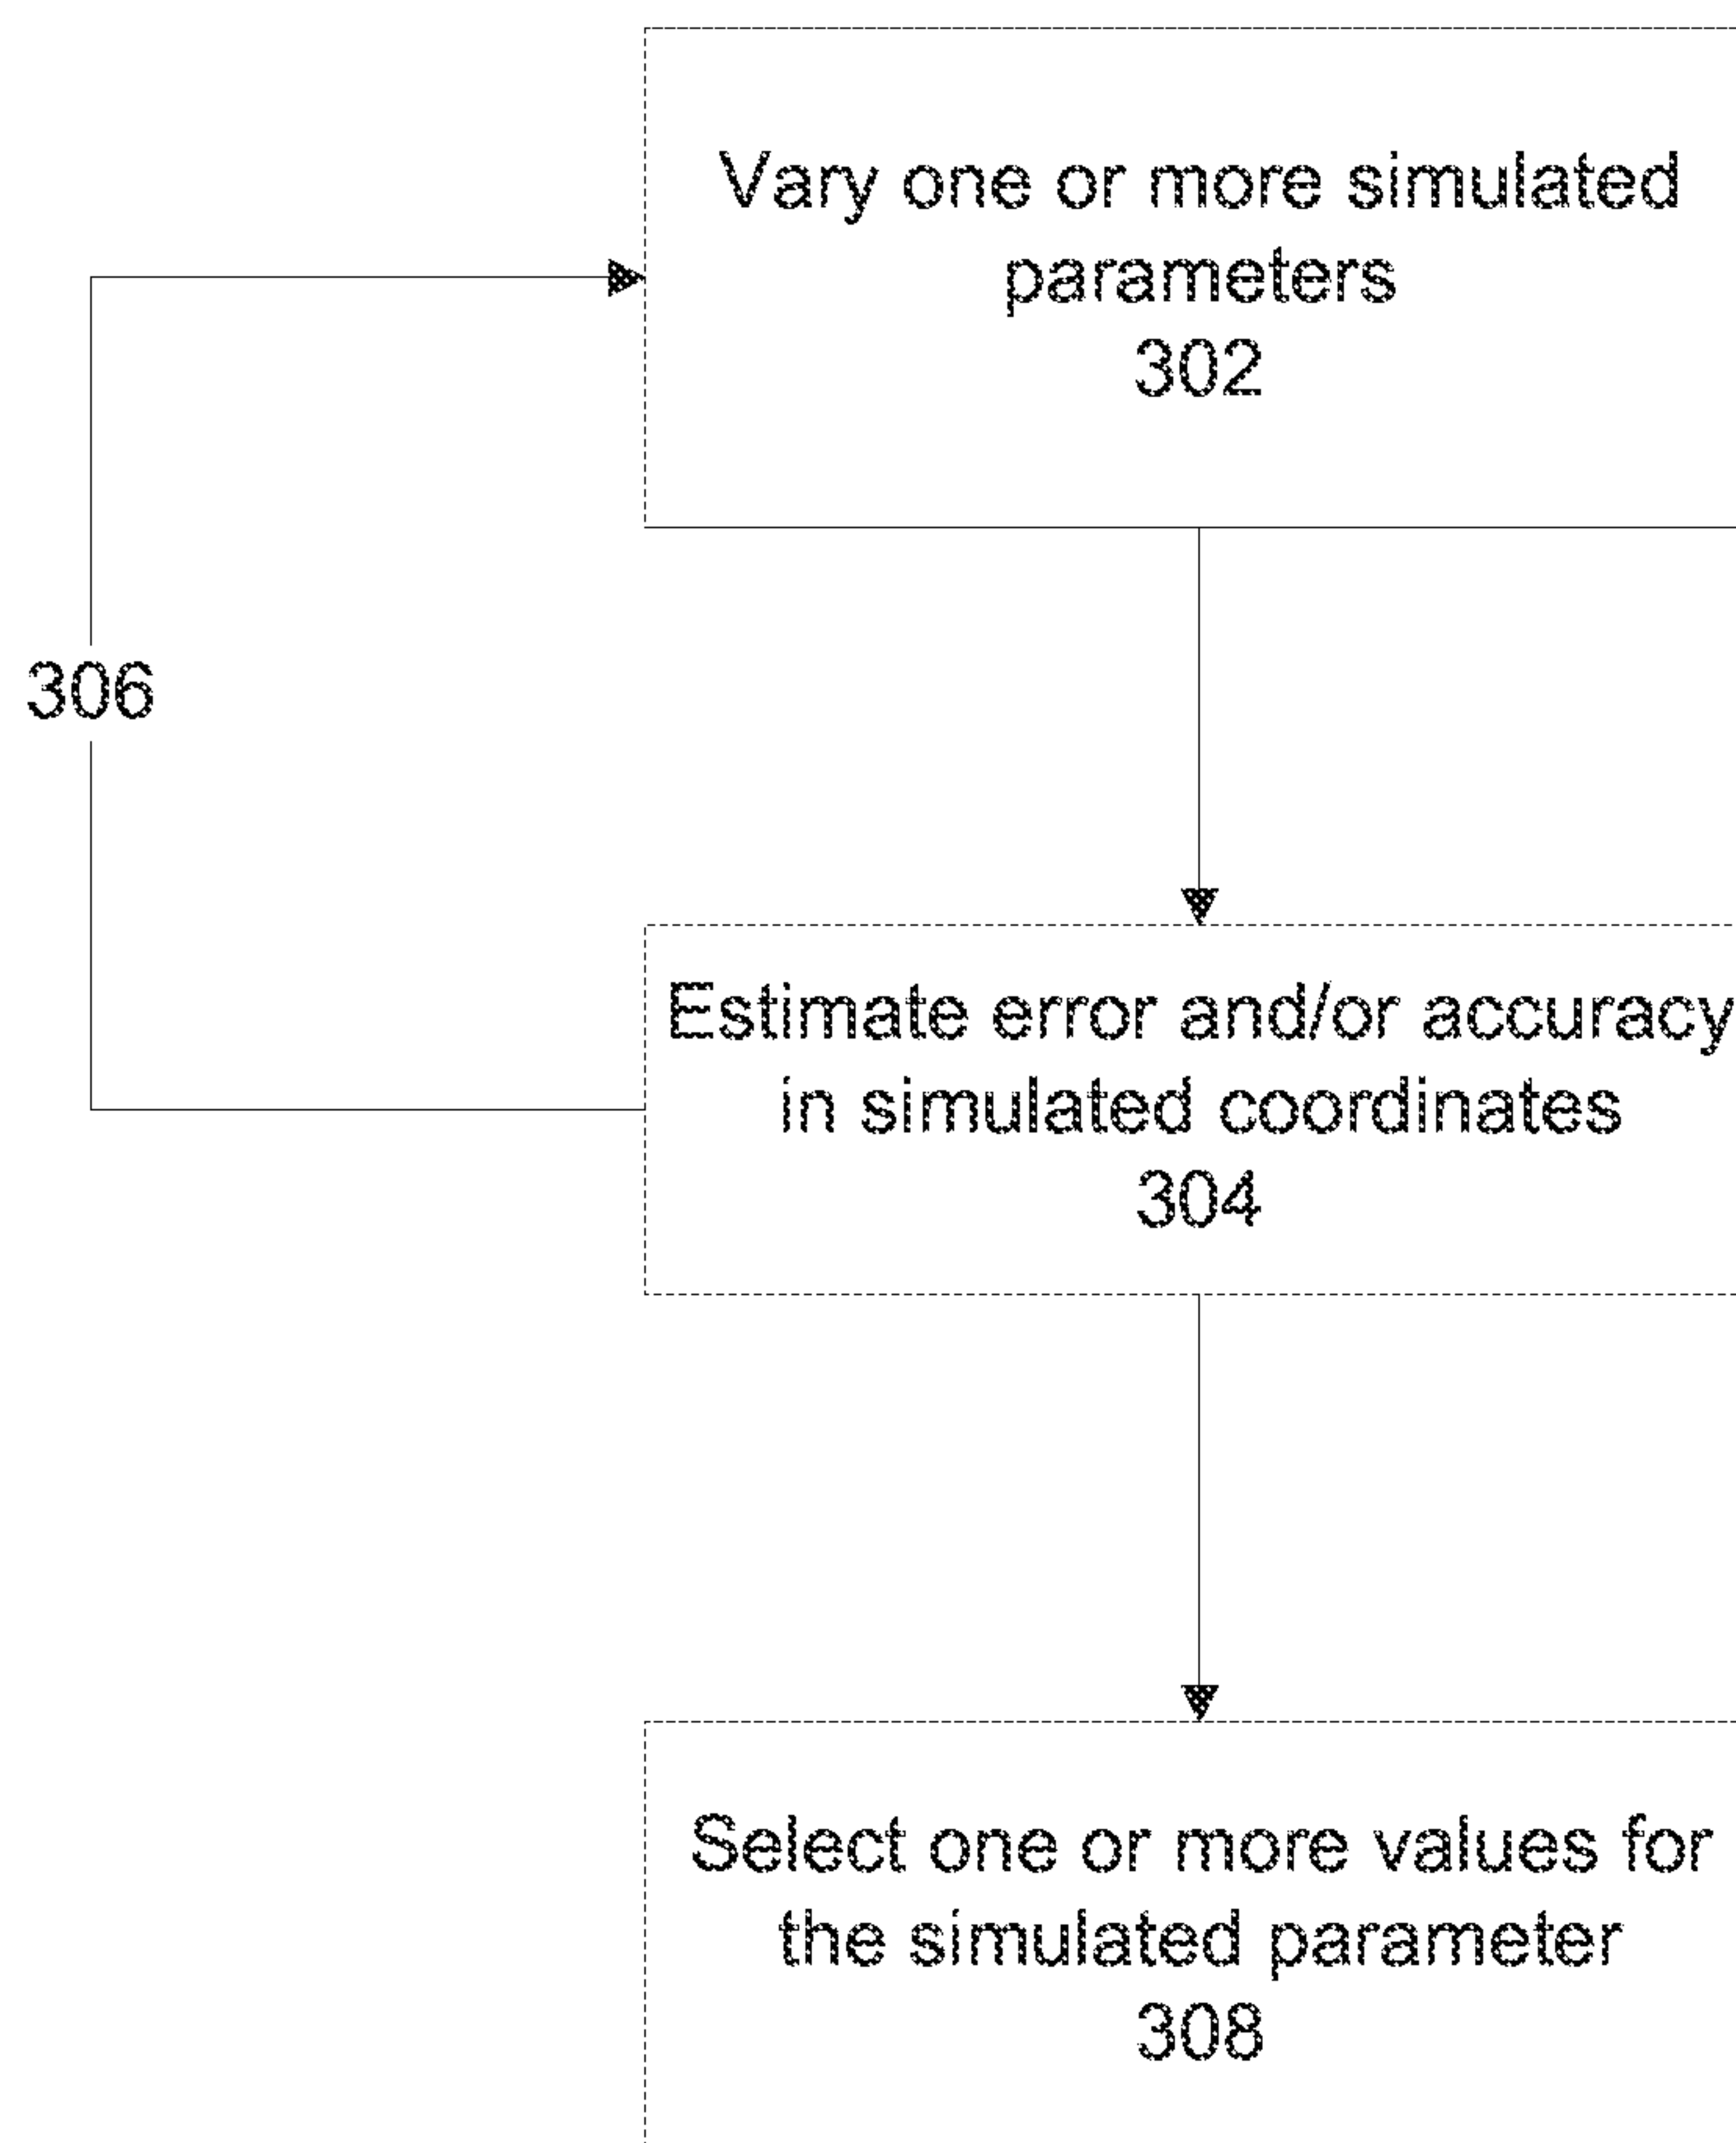 Vary one or more simulated
parameters
302
306
Estimate error and/or accuracy
in simulated coordinates
304
Select one or more values for
the simulated parameter
308